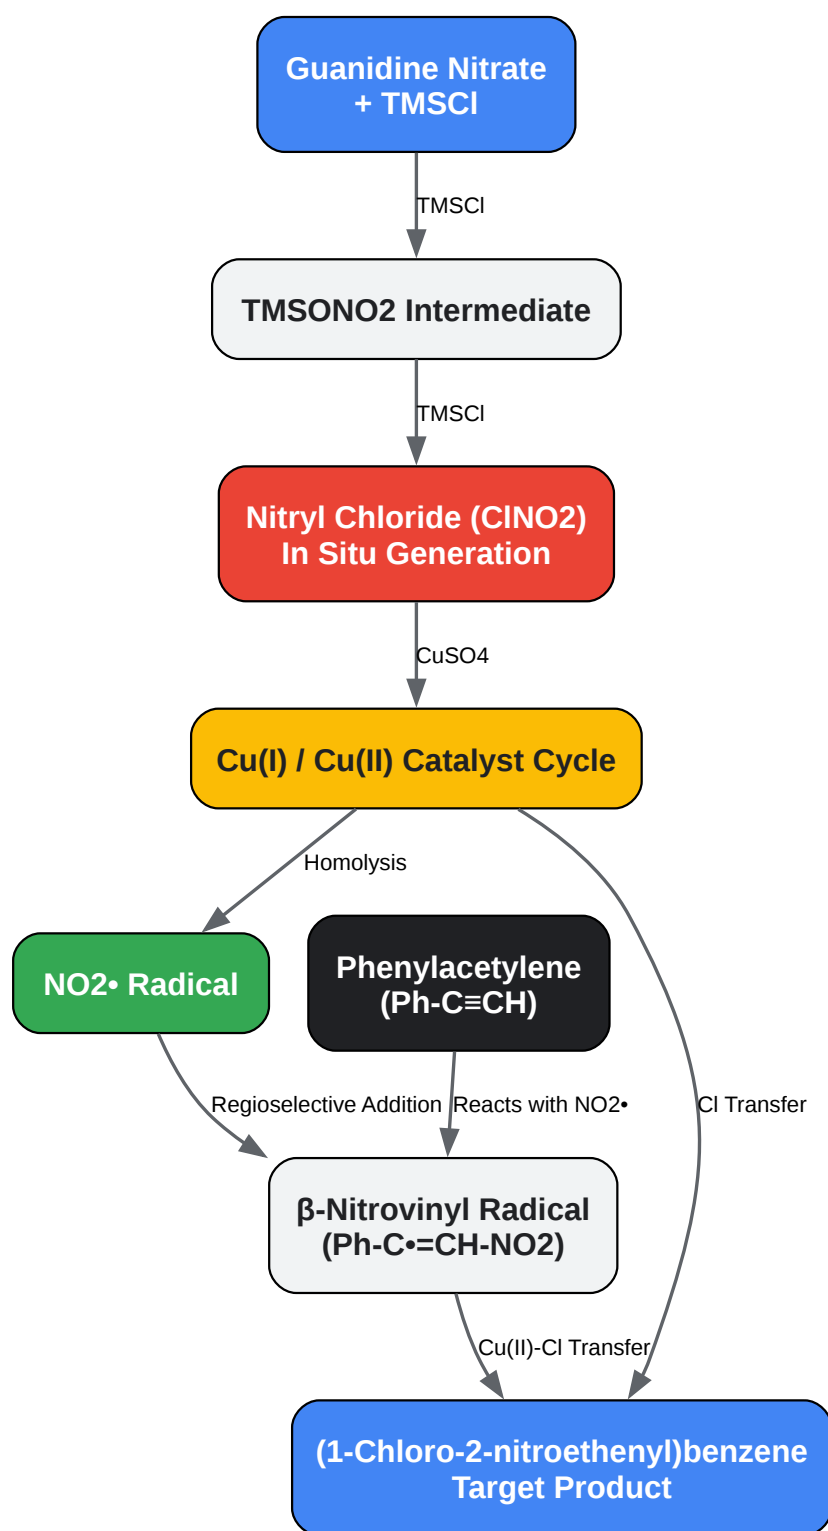 Guanidine Nitrate
+ TMSCl
TMSCl
TMSONO2 Intermediate
TMSCl
Nitryl Chloride (ClNO2)
In Situ Generation
CuSO4
Cu(I) / Cu(II) Catalyst Cycle
Homolysis
NO2• Radical
Phenylacetylene
(Ph-C≡CH)
Regioselective Addition
Reacts with NO2•
Cl Transfer
β-Nitrovinyl Radical
(Ph-C•=CH-NO2)
Cu(II)-Cl Transfer
(1-Chloro-2-nitroethenyl)benzene
Target Product